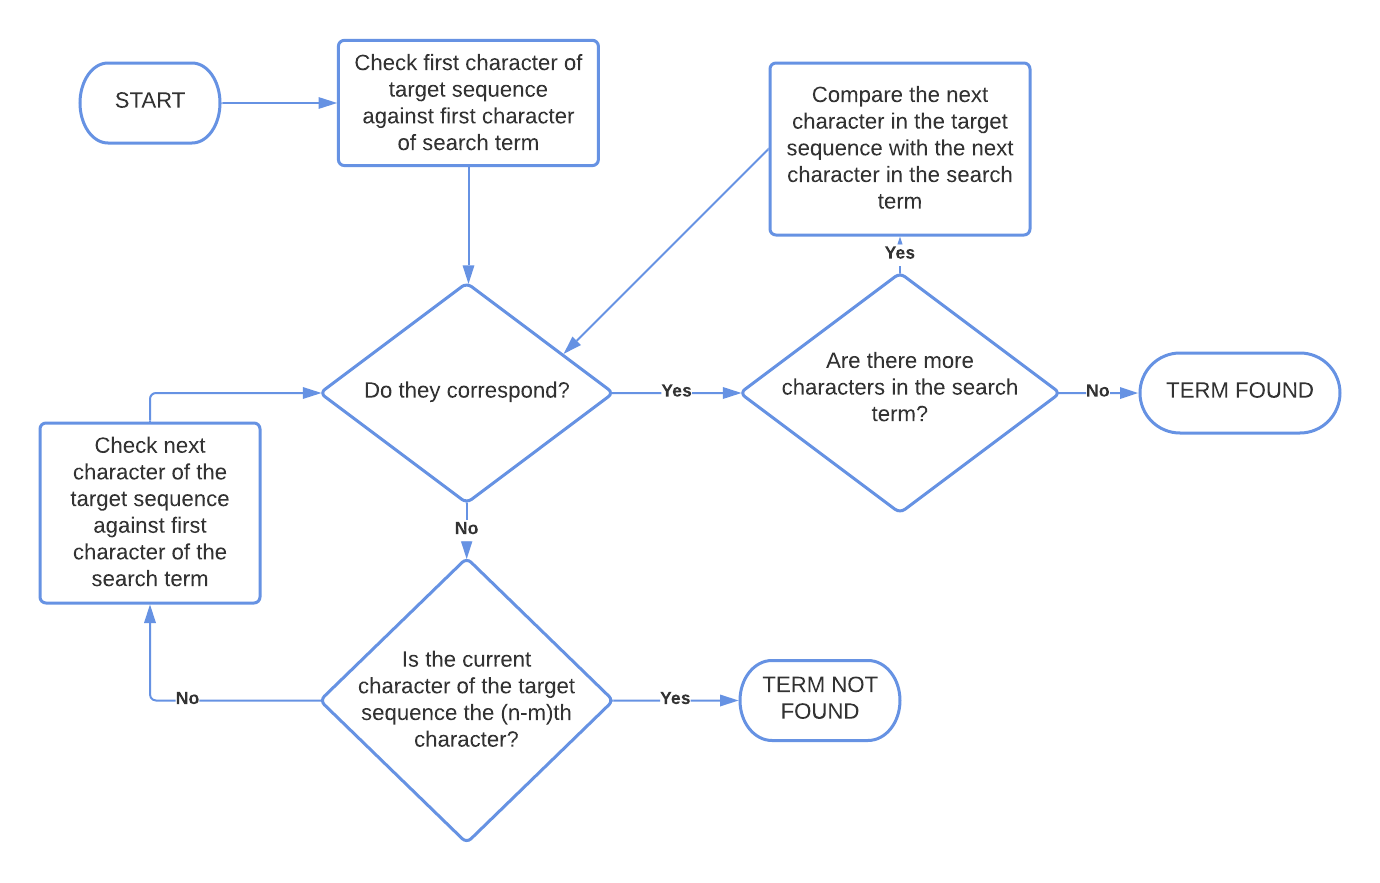 START
Check first character of
target sequence
against first character
of search term
Compare the next
character in the target
sequence with the next
character in the search
term
Yes
Do they correspond?
Yes
Are there more
characters in the search
term?
No
TERM FOUND
Check next
character of the
target sequence
against first
character of the
search term
No
Is the current
character of the target
sequence the (n-m)th
character?
No
Yes
TERM NOT
FOUND